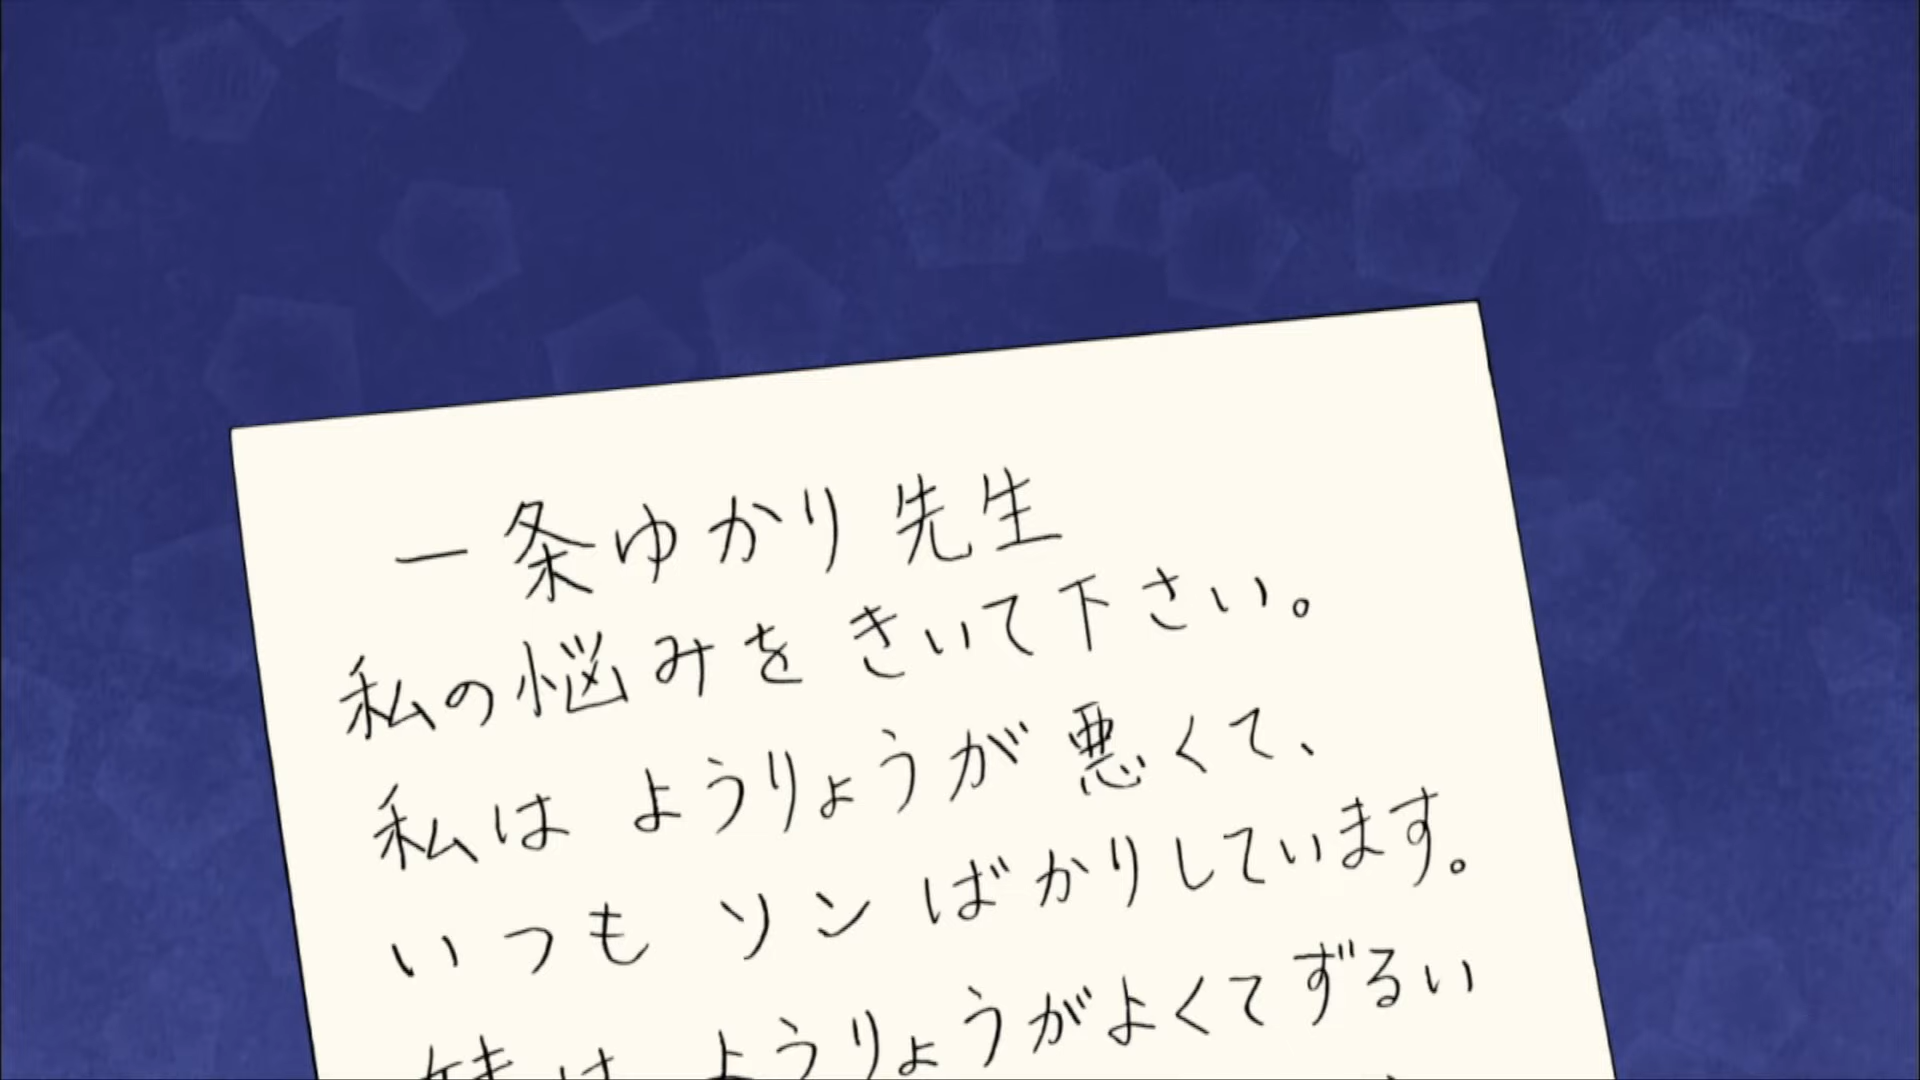 一条ゆかり先生
私の悩みをきいて下さい。
私はようりょうが悪くて、
いつもソンばかりしています。
妹はようりょうがよくてずるい